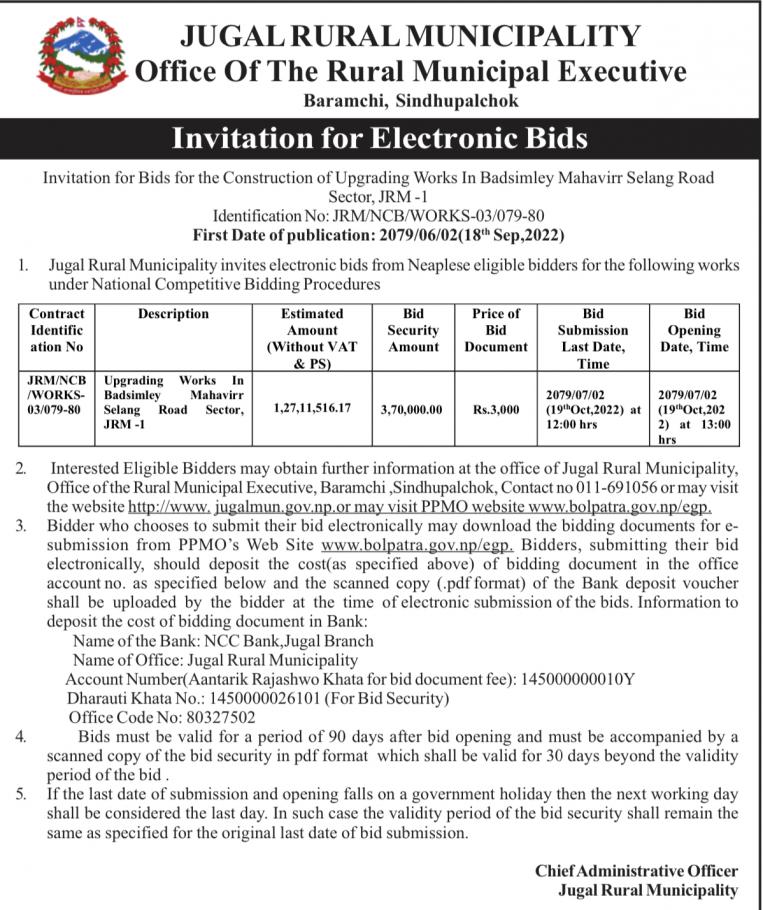 JUGAL RURAL MUNICIPALITY
Office Of The Rural Municipal Executive
Baramchi, Sindhupalchok
Invitation for Electronic Bids
Invitation for Bids for the Construction of Upgrading Works In Badsimley Mahavirr Selang Road
Sector, JRM -1
Identification No: JRM/NCB/WORKS-03/079-80
First Date of publication: 2079/06/02(18th Sep,2022)
1. Jugal Rural Municipality invites electronic bids from Neaplese eligible bidders for the following works
under National Competitive Bidding Procedures
Contract
Identific
ation No
Description
Estimated
Amount
(Without VAT
& PS)
Bid
Security
Amount
Price of
Bid
Document
Bid
Submission
Last Date,
Time
Bid
Opening
Date, Time
JRM/NCB
/WORKS-
03/079-80
Upgrading Works In
Badsimley Mahavirr
Selang Road Sector,
JRM -1
1,27,11,516.17
3,70,000.00
Rs.3,000
2079/07/02
(19thOct,2022) at
12:00 hrs
2079/07/02
(19thOct,202
2) at 13:00
hrs
2. Interested Eligible Bidders may obtain further information at the office of Jugal Rural Municipality,
Office of the Rural Municipal Executive, Baramchi ,Sindhupalchok, Contact no 011-691056 or may visit
the website http://www. jugalmun.gov.np.or may visit PPMO website www.bolpatra.gov.np/egp.
3. Bidder who chooses to submit their bid electronically may download the bidding documents for e-
submission from PPMO's Web Site www.bolpatra.gov.np/egp. Bidders, submitting their bid
electronically, should deposit the cost(as specified above) of bidding document in the office
account no. as specified below and the scanned copy (.pdf format) of the Bank deposit voucher
shall be uploaded by the bidder at the time of electronic submission of the bids. Information to
deposit the cost of bidding document in Bank:
Name of the Bank: NCC Bank,Jugal Branch
Name of Office: Jugal Rural Municipality
Account Number(Aantarik Rajashwo Khata for bid document fee): 145000000010Y
Dharauti Khata No.: 1450000026101 (For Bid Security)
Office Code No: 80327502
4. Bids must be valid for a period of 90 days after bid opening and must be accompanied by a
scanned copy of the bid security in pdf format which shall be valid for 30 days beyond the validity
period of the bid .
5. If the last date of submission and opening falls on a government holiday then the next working day
shall be considered the last day. In such case the validity period of the bid security shall remain the
same as specified for the original last date of bid submission.
Chief Administrative Officer
Jugal Rural Municipality